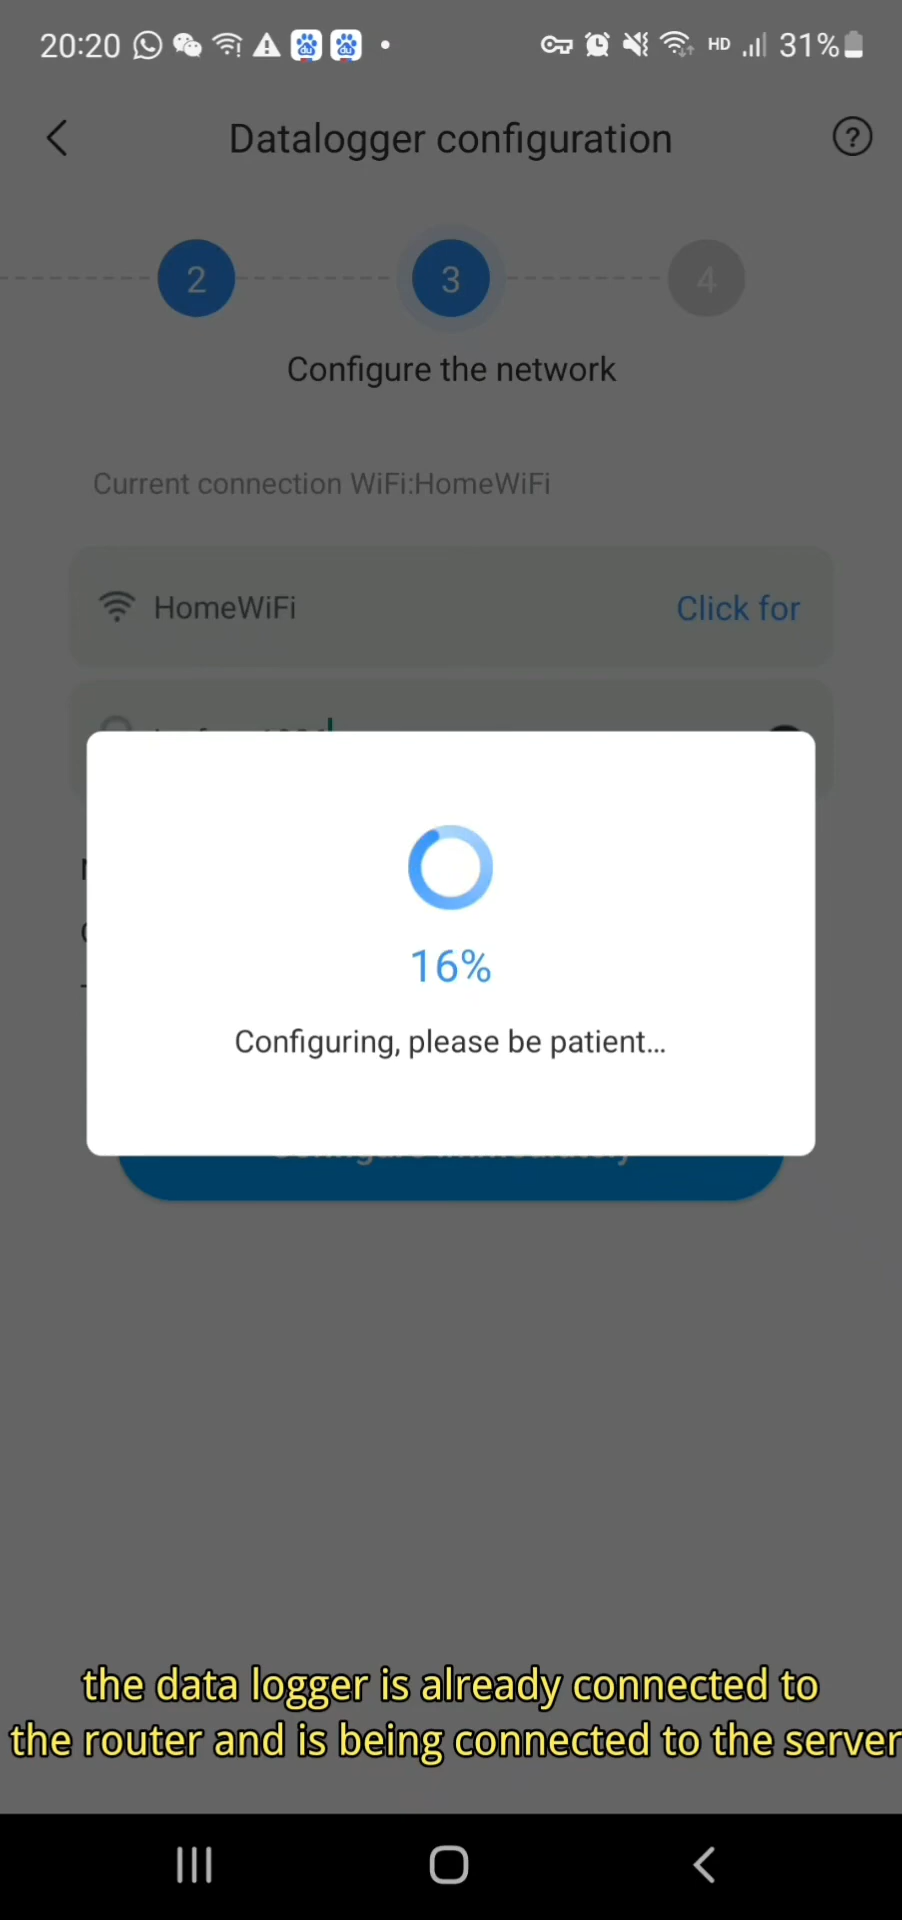 20:20
HD
31%
Datalogger configuration
?
2
3
4
Configure the network
Current connection WiFi:HomeWiFi
HomeWiFi
Click for
16%
Configuring, please be patient...
the data logger is already connected to
the router and is being connected to the server